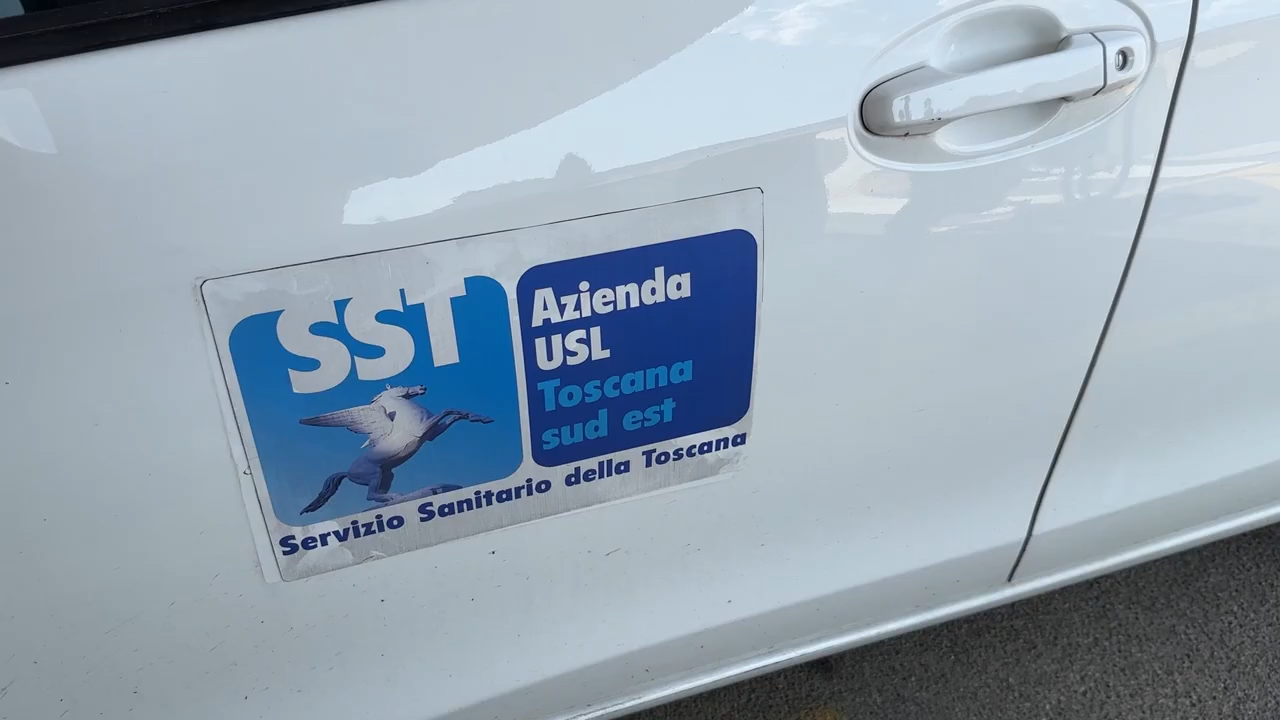 SST
Azienda
USL
Toscana
sud est
Servizio Sanitario della Toscana